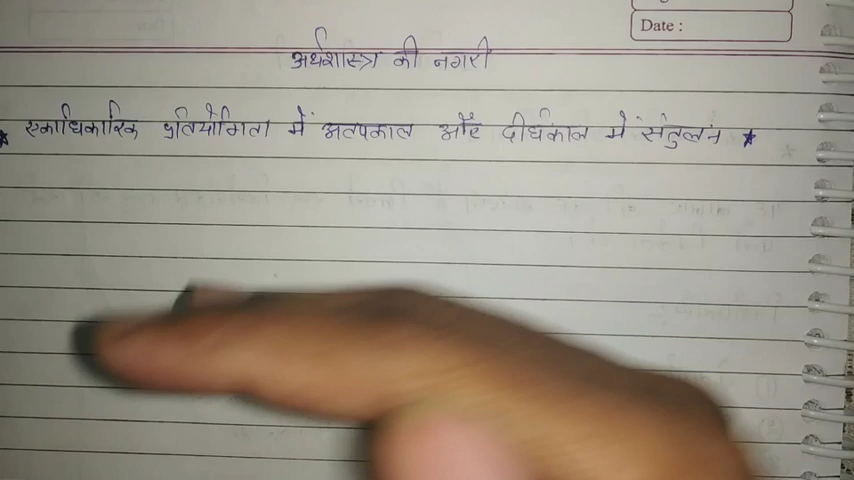 Date :
अर्थशास्त्र की नगरी
* एकाधिकारिक प्रतियोगिता में अल्पकाल और दीर्घकाल में संतुलन *